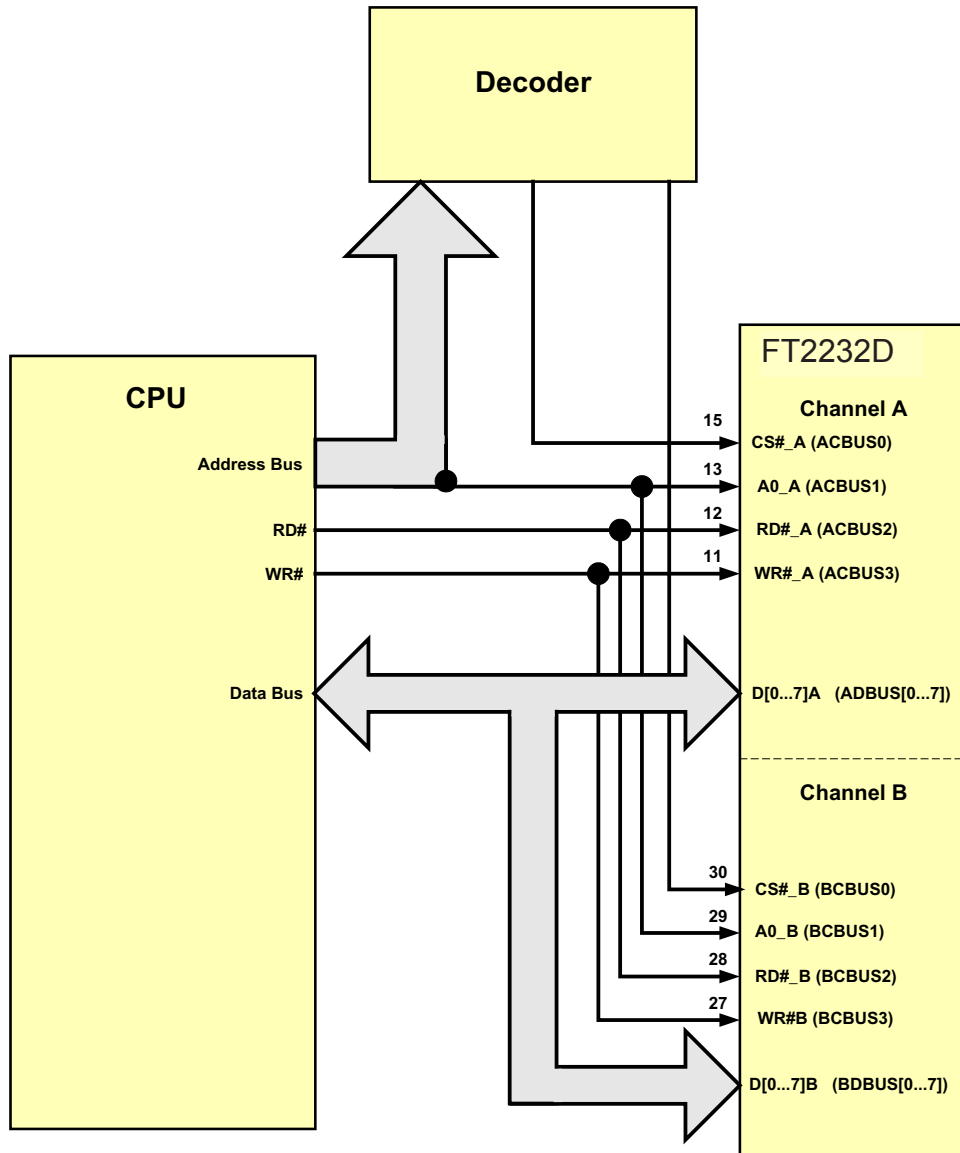 Decoder
CPU
Address Bus
RD#
WR#
Data Bus
FT2232D
Channel A
15
CS#_A (ACBUS0)
13
A0_A (ACBUS1)
12
RD#_A (ACBUS2)
11
WR#_A (ACBUS3)
D[0...7]A (ADBUS[0...7])
Channel B
30
CS#_B (BCBUS0)
29
A0_B (BCBUS1)
28
RD#_B (BCBUS2)
27
WR#B (BCBUS3)
D[0...7]B (BDBUS[0...7])